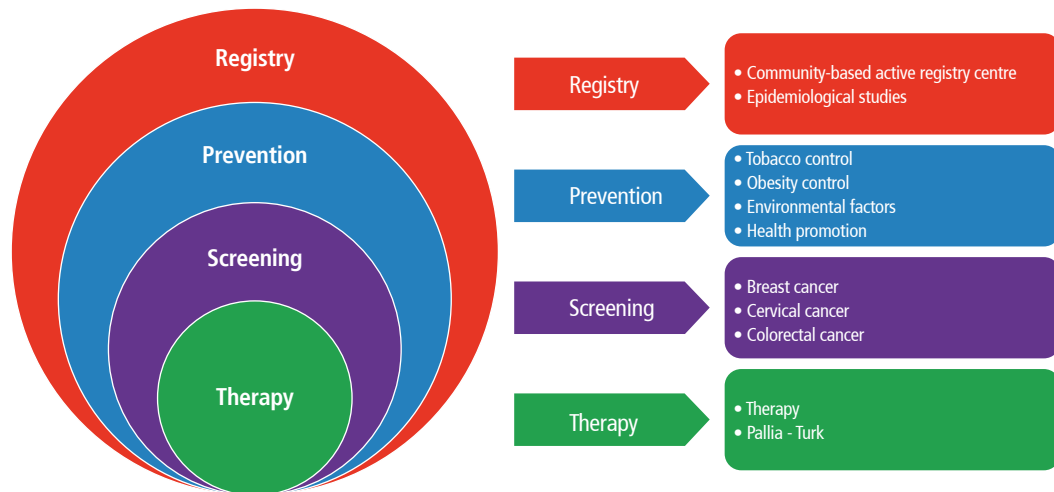 Registry
Prevention
Screening
Therapy
Registry
• Community-based active registry centre
• Epidemiological studies
Prevention
• Tobacco control
• Obesity control
• Environmental factors
• Health promotion
Screening
• Breast cancer
• Cervical cancer
• Colorectal cancer
Therapy
• Therapy
• Pallia - Turk